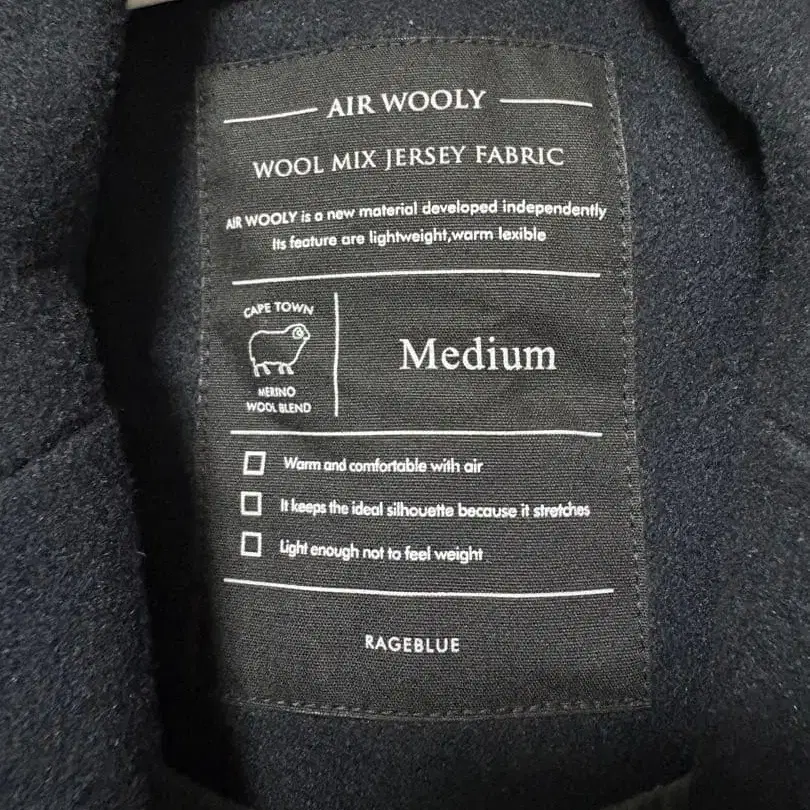 AIR WOOLY
WOOL MIX JERSEY FABRIC
AIR WOOLY is a new material developed independently
Its feature are lightweight,warm lexible
CAPE TOWN
MERINO
WOOL BLEND
Medium
Warm and comfortable with air
It keeps the ideal silhouette because it stretches
Light enough not to feel weight
RAGEBLUE